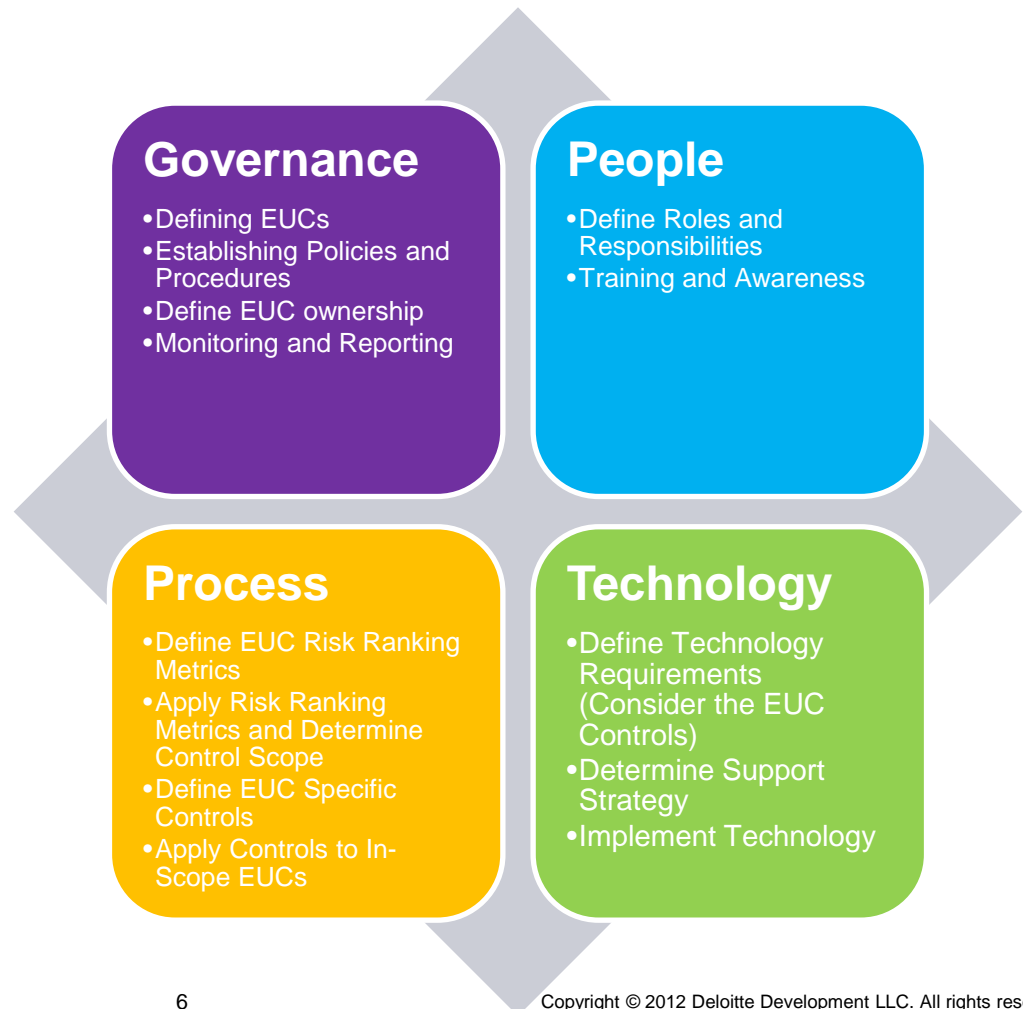 Governance
•Defining EUCs
•Establishing Policies and
Procedures
•Define EUC ownership
•Monitoring and Reporting
People
•Define Roles and
Responsibilities
•Training and Awareness
Process
•Define EUC Risk Ranking
Metrics
•Apply Risk Ranking
Metrics and Determine
Control Scope
•Define EUC Specific
Controls
•Apply Controls to In-
Scope EUCs
Technology
•Define Technology
Requirements
(Consider the EUC
Controls)
•Determine Support
Strategy
•Implement Technology
6
Copyright © 2012 Deloitte Development LLC. All rights